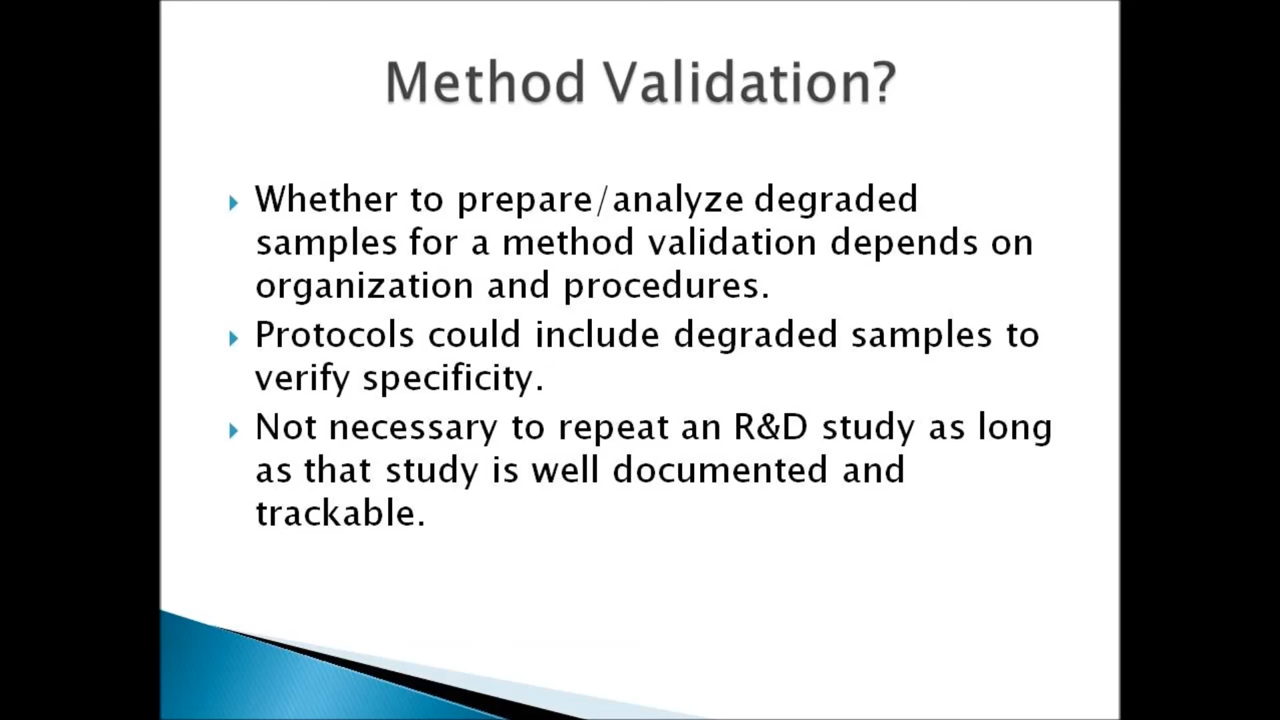 Method Validation?
Whether to prepare/analyze degraded
samples for a method validation depends on
organization and procedures.
Protocols could include degraded samples to
verify specificity.
Not necessary to repeat an R&D study as long
as that study is well documented and
trackable.